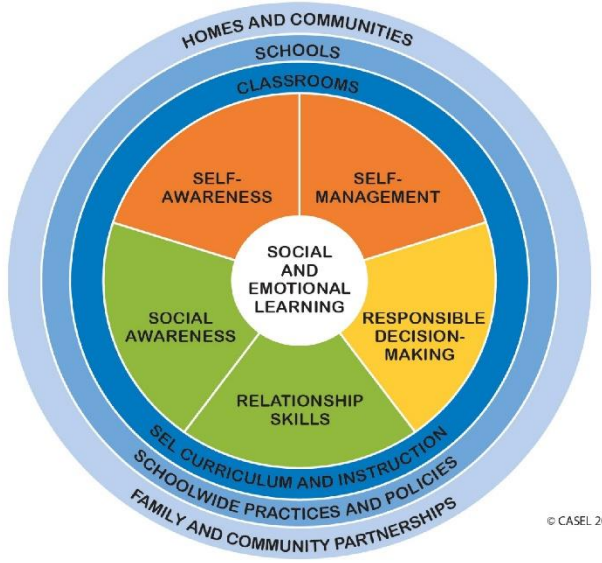 HOMES AND COMMUNITIES
SCHOOLS
CLASSROOMS
SELF-
AWARENESS
SELF-
MANAGEMENT
SOCIAL
AND
EMOTIONAL
LEARNING
SOCIAL
AWARENESS
RESPONSIBLE
DECISION-
MAKING
RELATIONSHIP
SKILLS
SEL CURRICULUM AND INSTRUCTION
SCHOOLWIDE PRACTICES AND POLICIES
FAMILY AND COMMUNITY PARTNERSHIPS
© CASEL